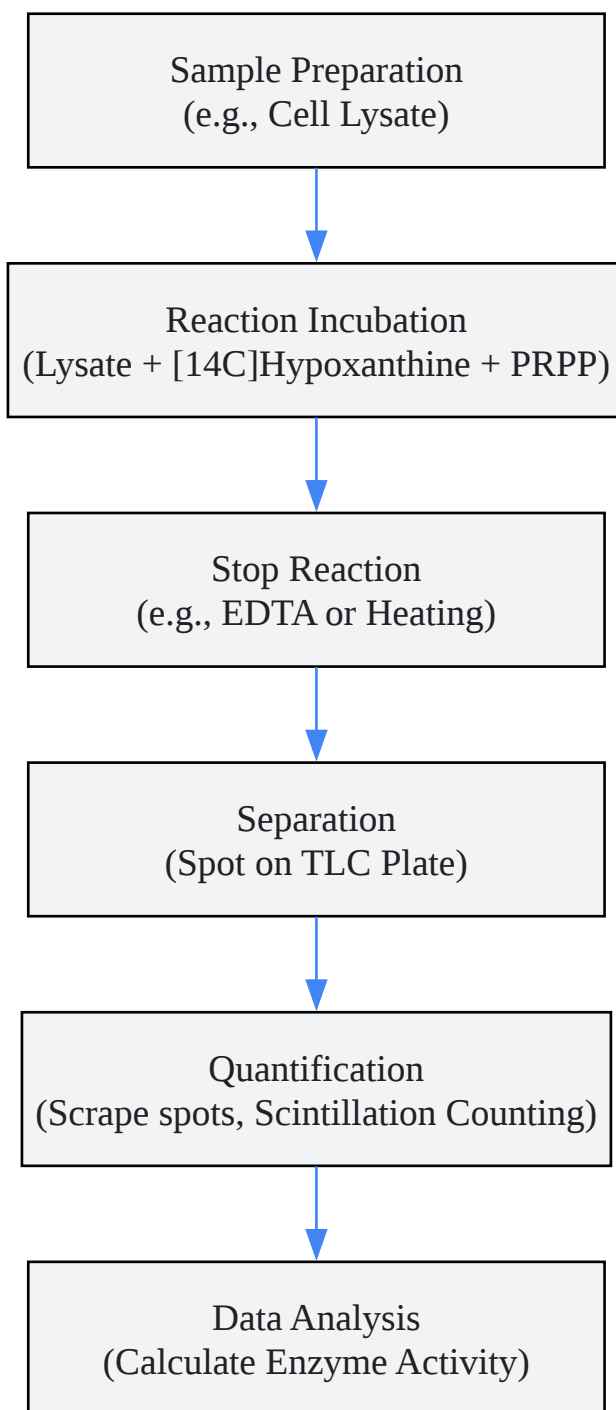 Sample Preparation
(e.g., Cell Lysate)
Reaction Incubation
(Lysate + [14C]Hypoxanthine + PRPP)
Stop Reaction
(e.g., EDTA or Heating)
Separation
(Spot on TLC Plate)
Quantification
(Scrape spots, Scintillation Counting)
Data Analysis
(Calculate Enzyme Activity)